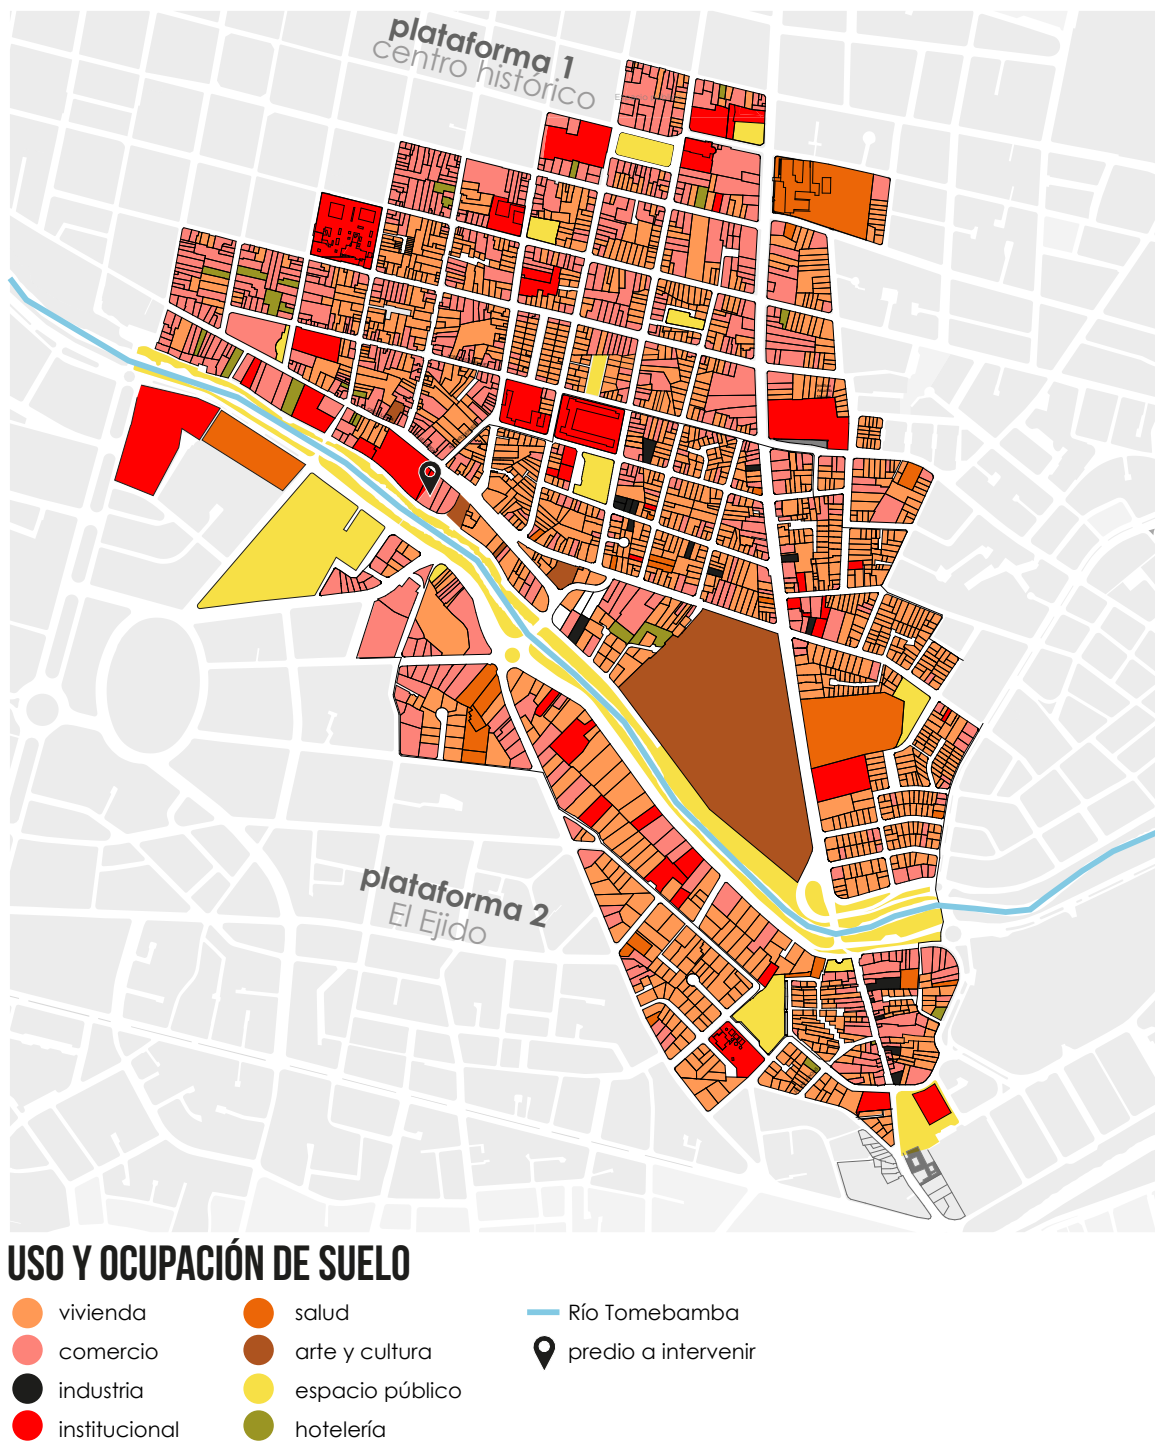 plataforma 1
centro histórico
plataforma 2
El Ejido
USO Y OCUPACIÓN DE SUELO
vivienda
comercio
industria
institucional
salud
arte y cultura
espacio público
hotelería
Río Tomebamba
predio a intervenir